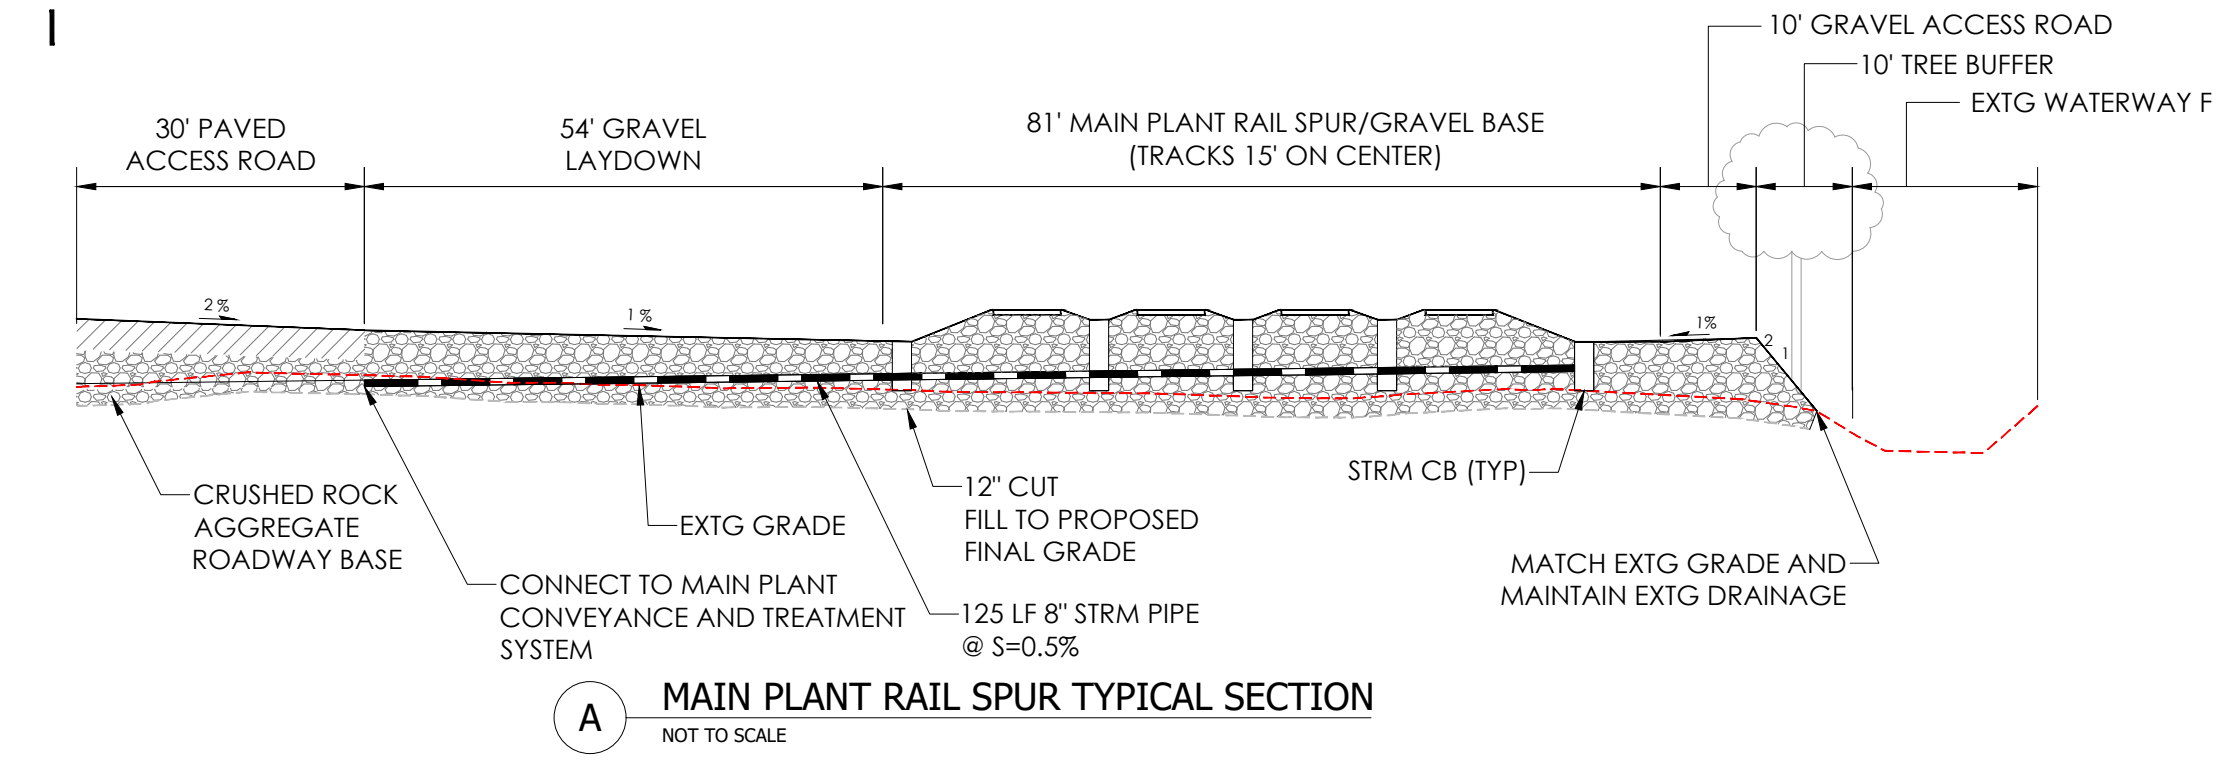 10' GRAVEL ACCESS ROAD
10' TREE BUFFER
EXTG WATERWAY F
30' PAVED
ACCESS ROAD
54' GRAVEL
LAYDOWN
81' MAIN PLANT RAIL SPUR/GRAVEL BASE
(TRACKS 15' ON CENTER)
2%
1%
1%
2
1
CRUSHED ROCK
AGGREGATE
ROADWAY BASE
EXTG GRADE
CONNECT TO MAIN PLANT
CONVEYANCE AND TREATMENT
SYSTEM
12" CUT
FILL TO PROPOSED
FINAL GRADE
125 LF 8" STRM PIPE
@ S=0.5%
STRM CB (TYP)
MATCH EXTG GRADE AND
MAINTAIN EXTG DRAINAGE
A
MAIN PLANT RAIL SPUR TYPICAL SECTION
NOT TO SCALE